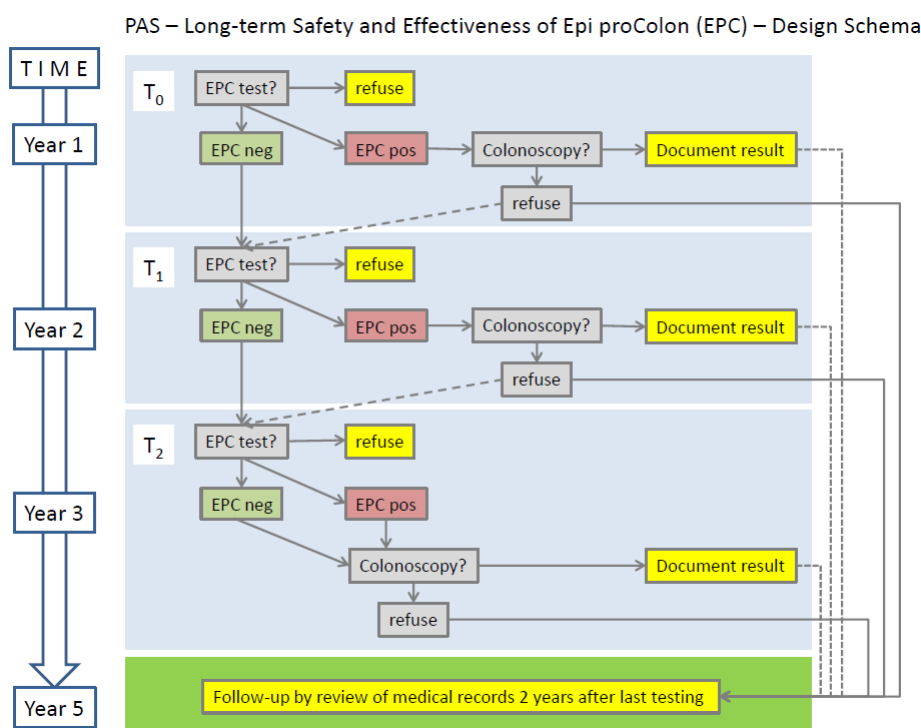 PAS – Long-term Safety and Effectiveness of Epi proColon (EPC) – Design Schema
T I M E
T0
EPC test?
refuse
Year 1
EPC neg
EPC pos
Colonoscopy?
Document result
refuse
T1
EPC test?
refuse
Year 2
EPC neg
EPC pos
Colonoscopy?
Document result
refuse
T2
EPC test?
refuse
Year 3
EPC neg
EPC pos
Colonoscopy?
Document result
refuse
Year 5
Follow-up by review of medical records 2 years after last testing